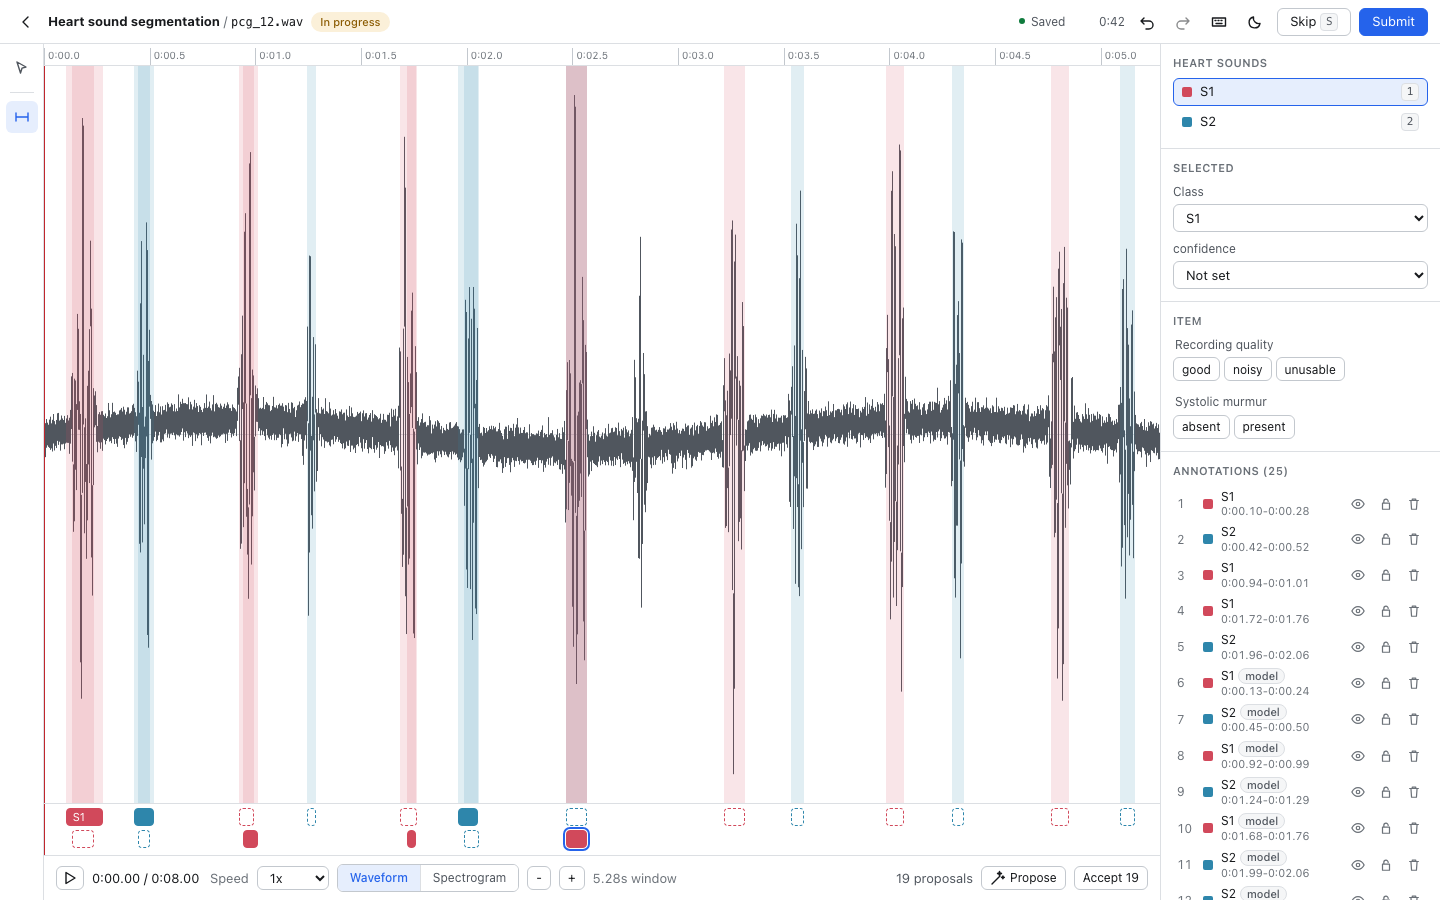 Heart sound segmentation / pcg_12.wav In progress
Saved 0:42 Skip S Submit
0:00.0 0:00.5 0:01.0 0:01.5 0:02.0 0:02.5 0:03.0 0:03.5 0:04.0 0:04.5 0:05.0
S1
0:00.00 / 0:08.00 Speed 1x Waveform Spectrogram - + 5.28s window 19 proposals Propose Accept 19
HEART SOUNDS
S1 1
S2 2
SELECTED
Class
S1
confidence
Not set
ITEM
Recording quality
good noisy unusable
Systolic murmur
absent present
ANNOTATIONS (25)
1 S1
0:00.10-0:00.28
2 S2
0:00.42-0:00.52
3 S1
0:00.94-0:01.01
4 S1
0:01.72-0:01.76
5 S2
0:01.96-0:02.06
6 S1 model
0:00.13-0:00.24
7 S2 model
0:00.45-0:00.50
8 S1 model
0:00.92-0:00.99
9 S2 model
0:01.24-0:01.29
10 S1 model
0:01.68-0:01.76
11 S2 model
0:01.99-0:02.06
12 S2 model